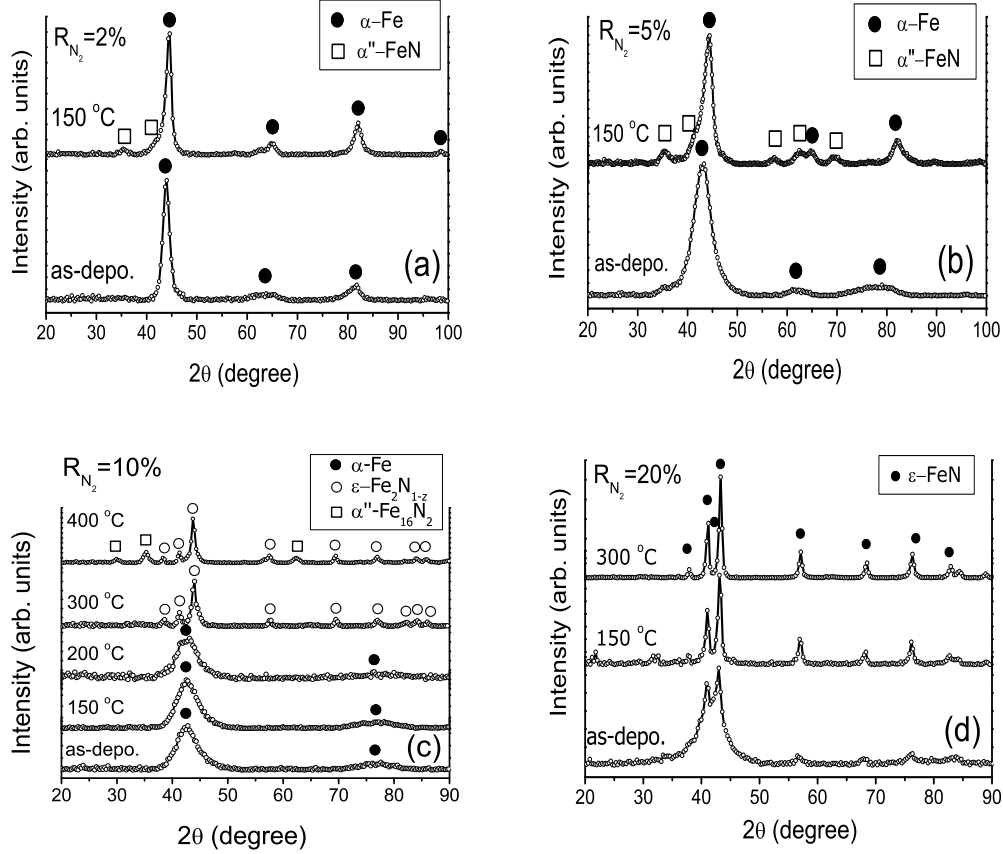 R_N₂=2%
● α–Fe
□ α"–FeN
150 °C
as-depo.
(a)
Intensity (arb. units)
20 30 40 50 60 70 80 90 100
2θ (degree)
R_N₂=5%
● α–Fe
□ α"–FeN
150 °C
as-depo.
(b)
Intensity (arb. units)
20 30 40 50 60 70 80 90 100
2θ (degree)
R_N₂=10%
● α-Fe
○ ε–Fe₂N₁₋z
□ α"-Fe₁₆N₂
400 °C
300 °C
200 °C
150 °C
as-depo.
(c)
Intensity (arb. units)
20 30 40 50 60 70 80 90
2θ (degree)
R_N₂=20%
● ε–FeN
300 °C
150 °C
as-depo.
(d)
Intensity (arb. units)
20 30 40 50 60 70 80 90
2θ (degree)